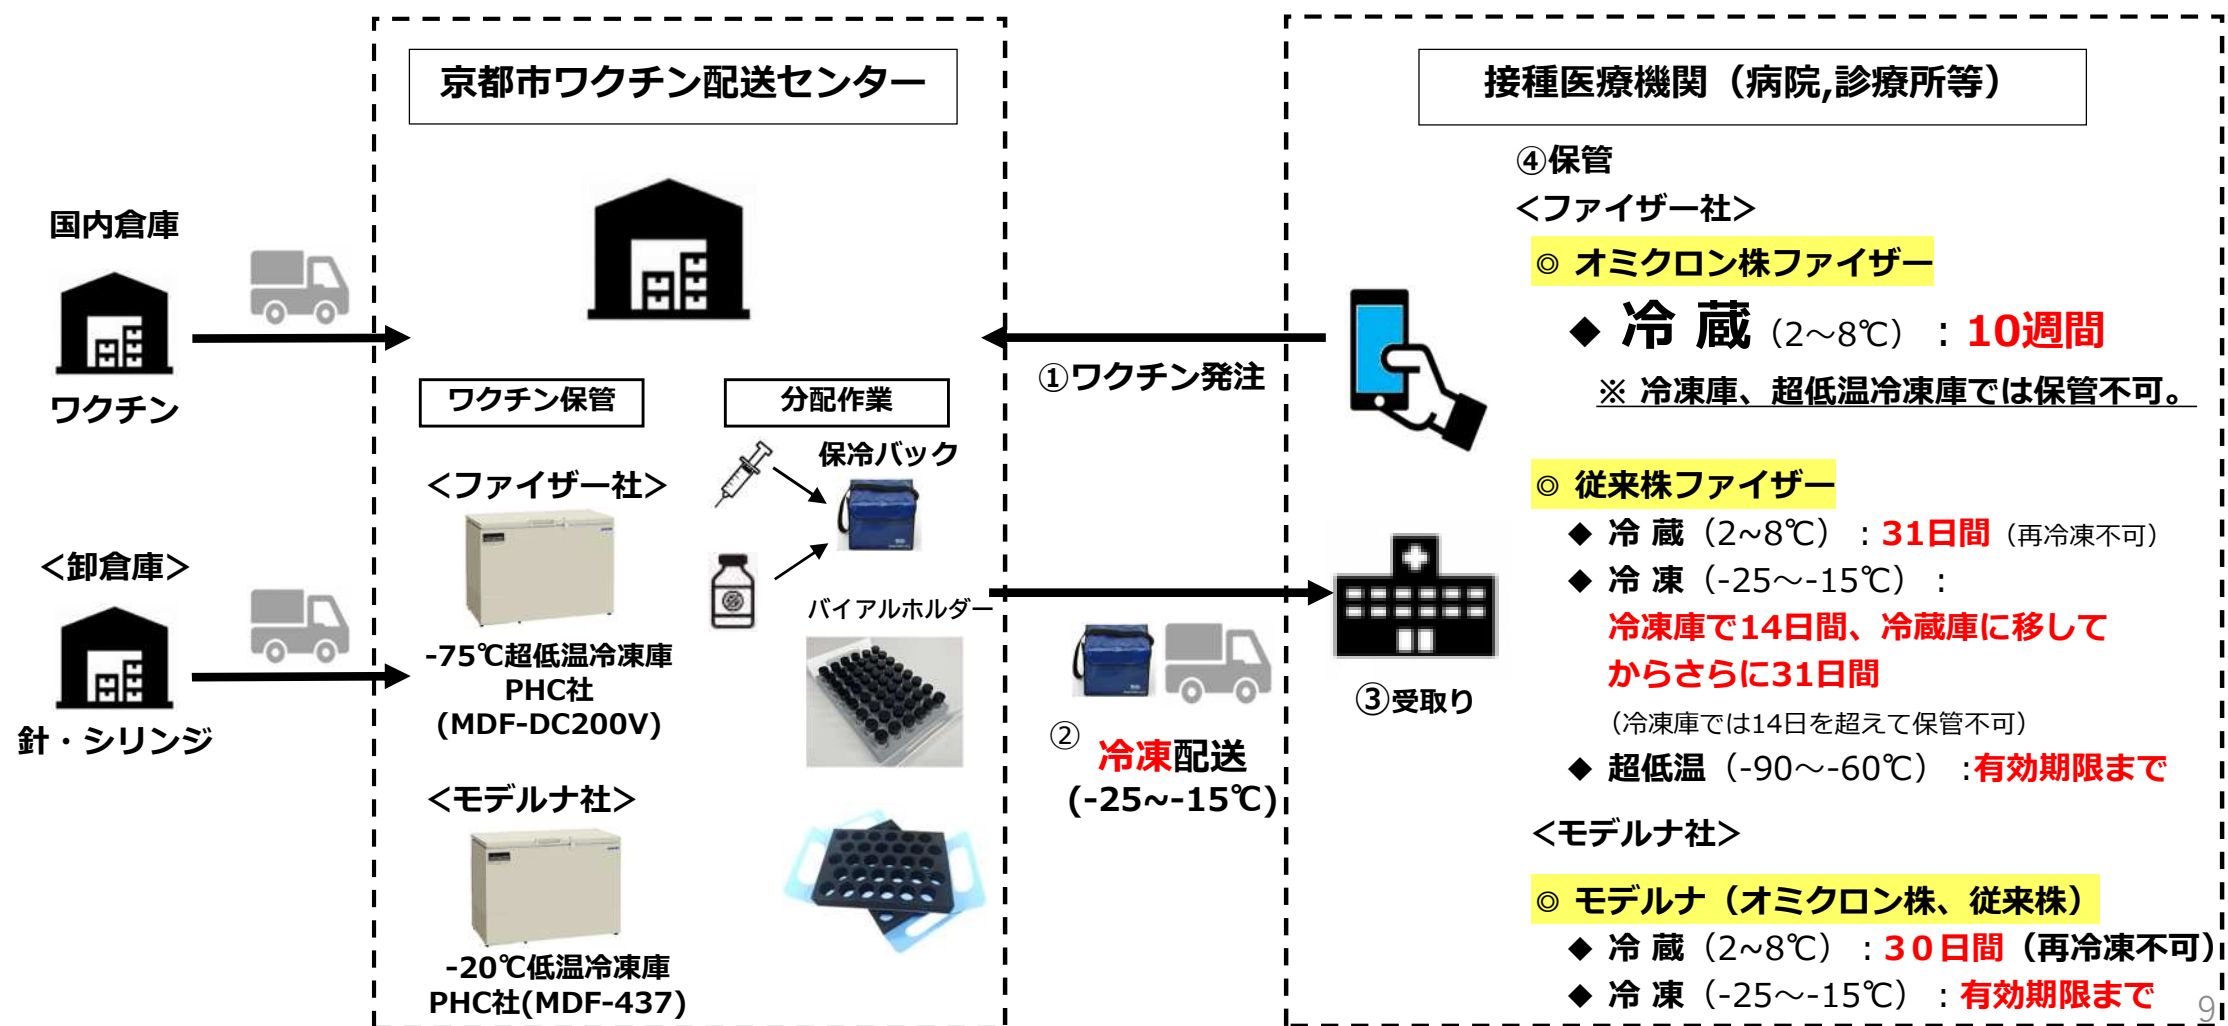 国内倉庫
ワクチン
<卸倉庫>
針・シリンジ
京都市ワクチン配送センター
ワクチン保管
<ファイザー社>
-75℃超低温冷凍庫
PHC社
(MDF-DC200V)
<モデルナ社>
-20℃低温冷凍庫
PHC社(MDF-437)
分配作業
保冷バック
バイアルホルダー
①ワクチン発注
②
冷凍配送
(-25~-15℃)
接種医療機関（病院,診療所等）
③受取り
④保管
<ファイザー社>
◎ オミクロン株ファイザー
◆ 冷 蔵（2～8℃）：10週間
※ 冷凍庫、超低温冷凍庫では保管不可。
◎ 従来株ファイザー
◆ 冷 蔵（2~8℃）：31日間（再冷凍不可）
◆ 冷 凍（-25～-15℃）：
冷凍庫で14日間、冷蔵庫に移して
からさらに31日間
（冷凍庫では14日を超えて保管不可）
◆ 超低温（-90～-60℃）:有効期限まで
<モデルナ社>
◎ モデルナ（オミクロン株、従来株）
◆ 冷 蔵（2~8℃）：３０日間（再冷凍不可）
◆ 冷 凍（-25～-15℃）：有効期限まで
9